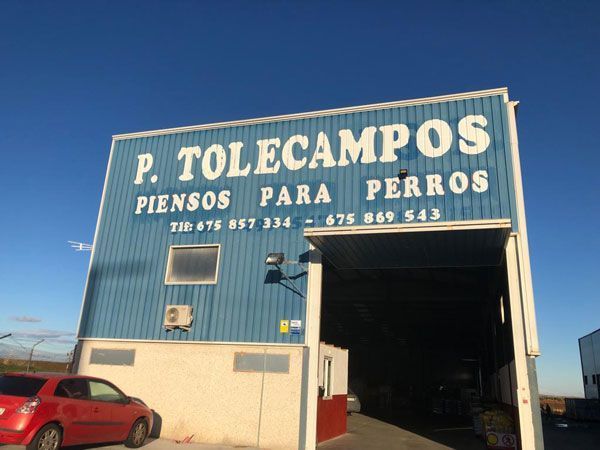 P. TOLECAMPOS
PIENSOS PARA PERROS
Tlf: 675 857 334 - 675 869 543